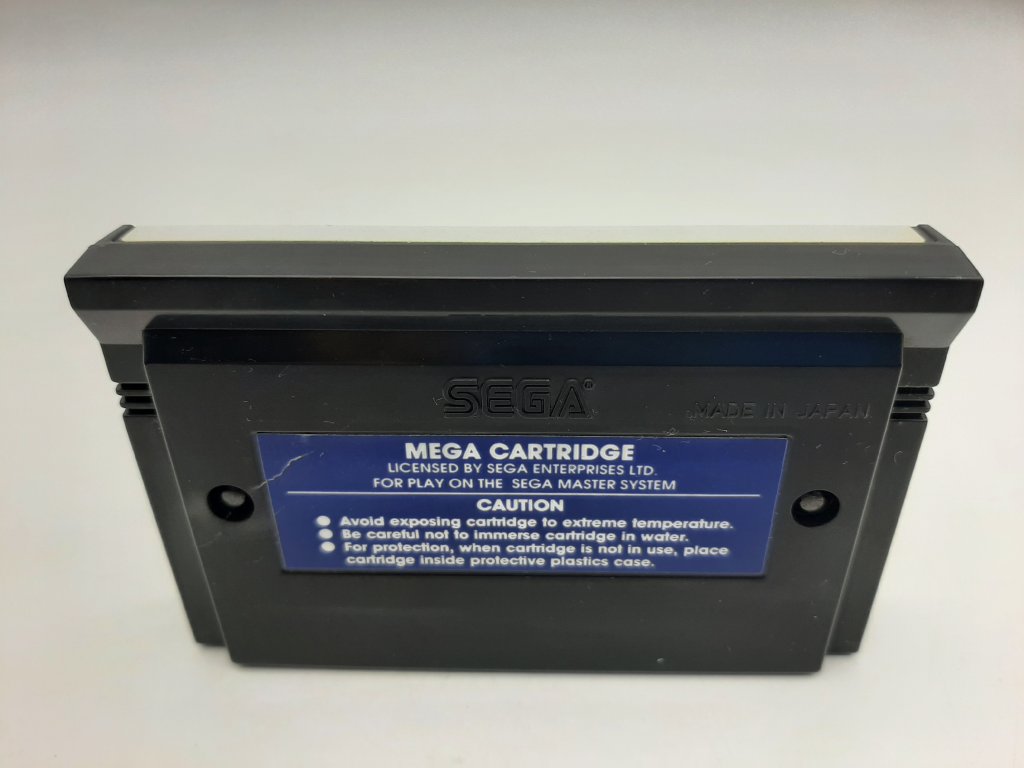 SEGA®
MADE IN JAPAN
MEGA CARTRIDGE
LICENSED BY SEGA ENTERPRISES LTD.
FOR PLAY ON THE SEGA MASTER SYSTEM
CAUTION
● Avoid exposing cartridge to extreme temperature.
● Be careful not to immerse cartridge in water.
● For protection, when cartridge is not in use, place
cartridge inside protective plastics case.